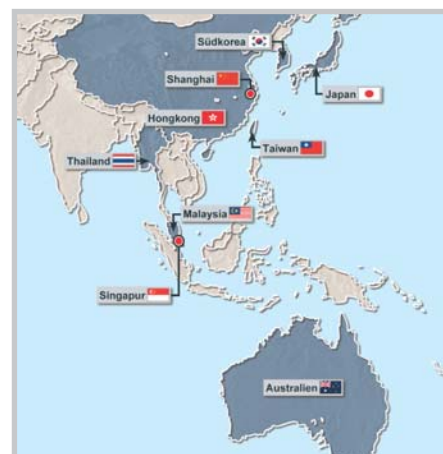 Südkorea
Shanghai
Japan
Hongkong
Taiwan
Thailand
Malaysia
Singapur
Australien